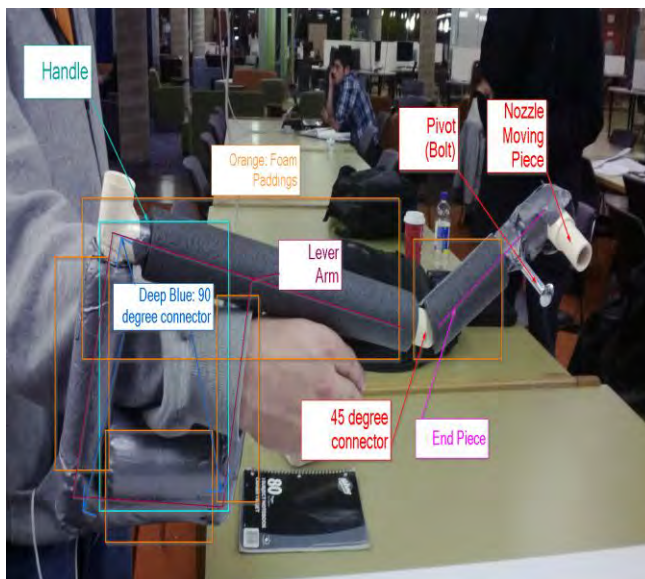 Handle
Nozzle
Moving
Piece
Pivot
(Bolt)
Orange: Foam
Paddings
Lever
Arm
Deep Blue: 90
degree connector
45 degree
connector
End Piece
80